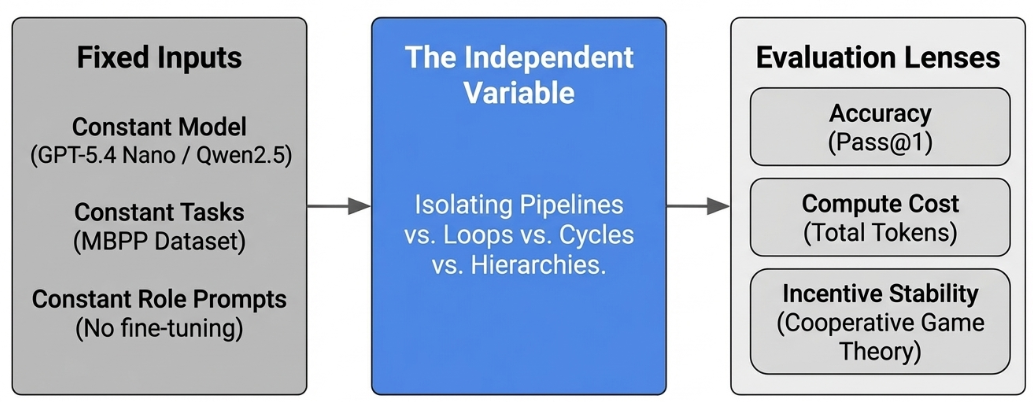 Fixed Inputs
Constant Model
(GPT-5.4 Nano / Qwen2.5)
Constant Tasks
(MBPP Dataset)
Constant Role Prompts
(No fine-tuning)
The Independent
Variable
Isolating Pipelines
vs. Loops vs. Cycles
vs. Hierarchies.
Evaluation Lenses
Accuracy
(Pass@1)
Compute Cost
(Total Tokens)
Incentive Stability
(Cooperative Game
Theory)